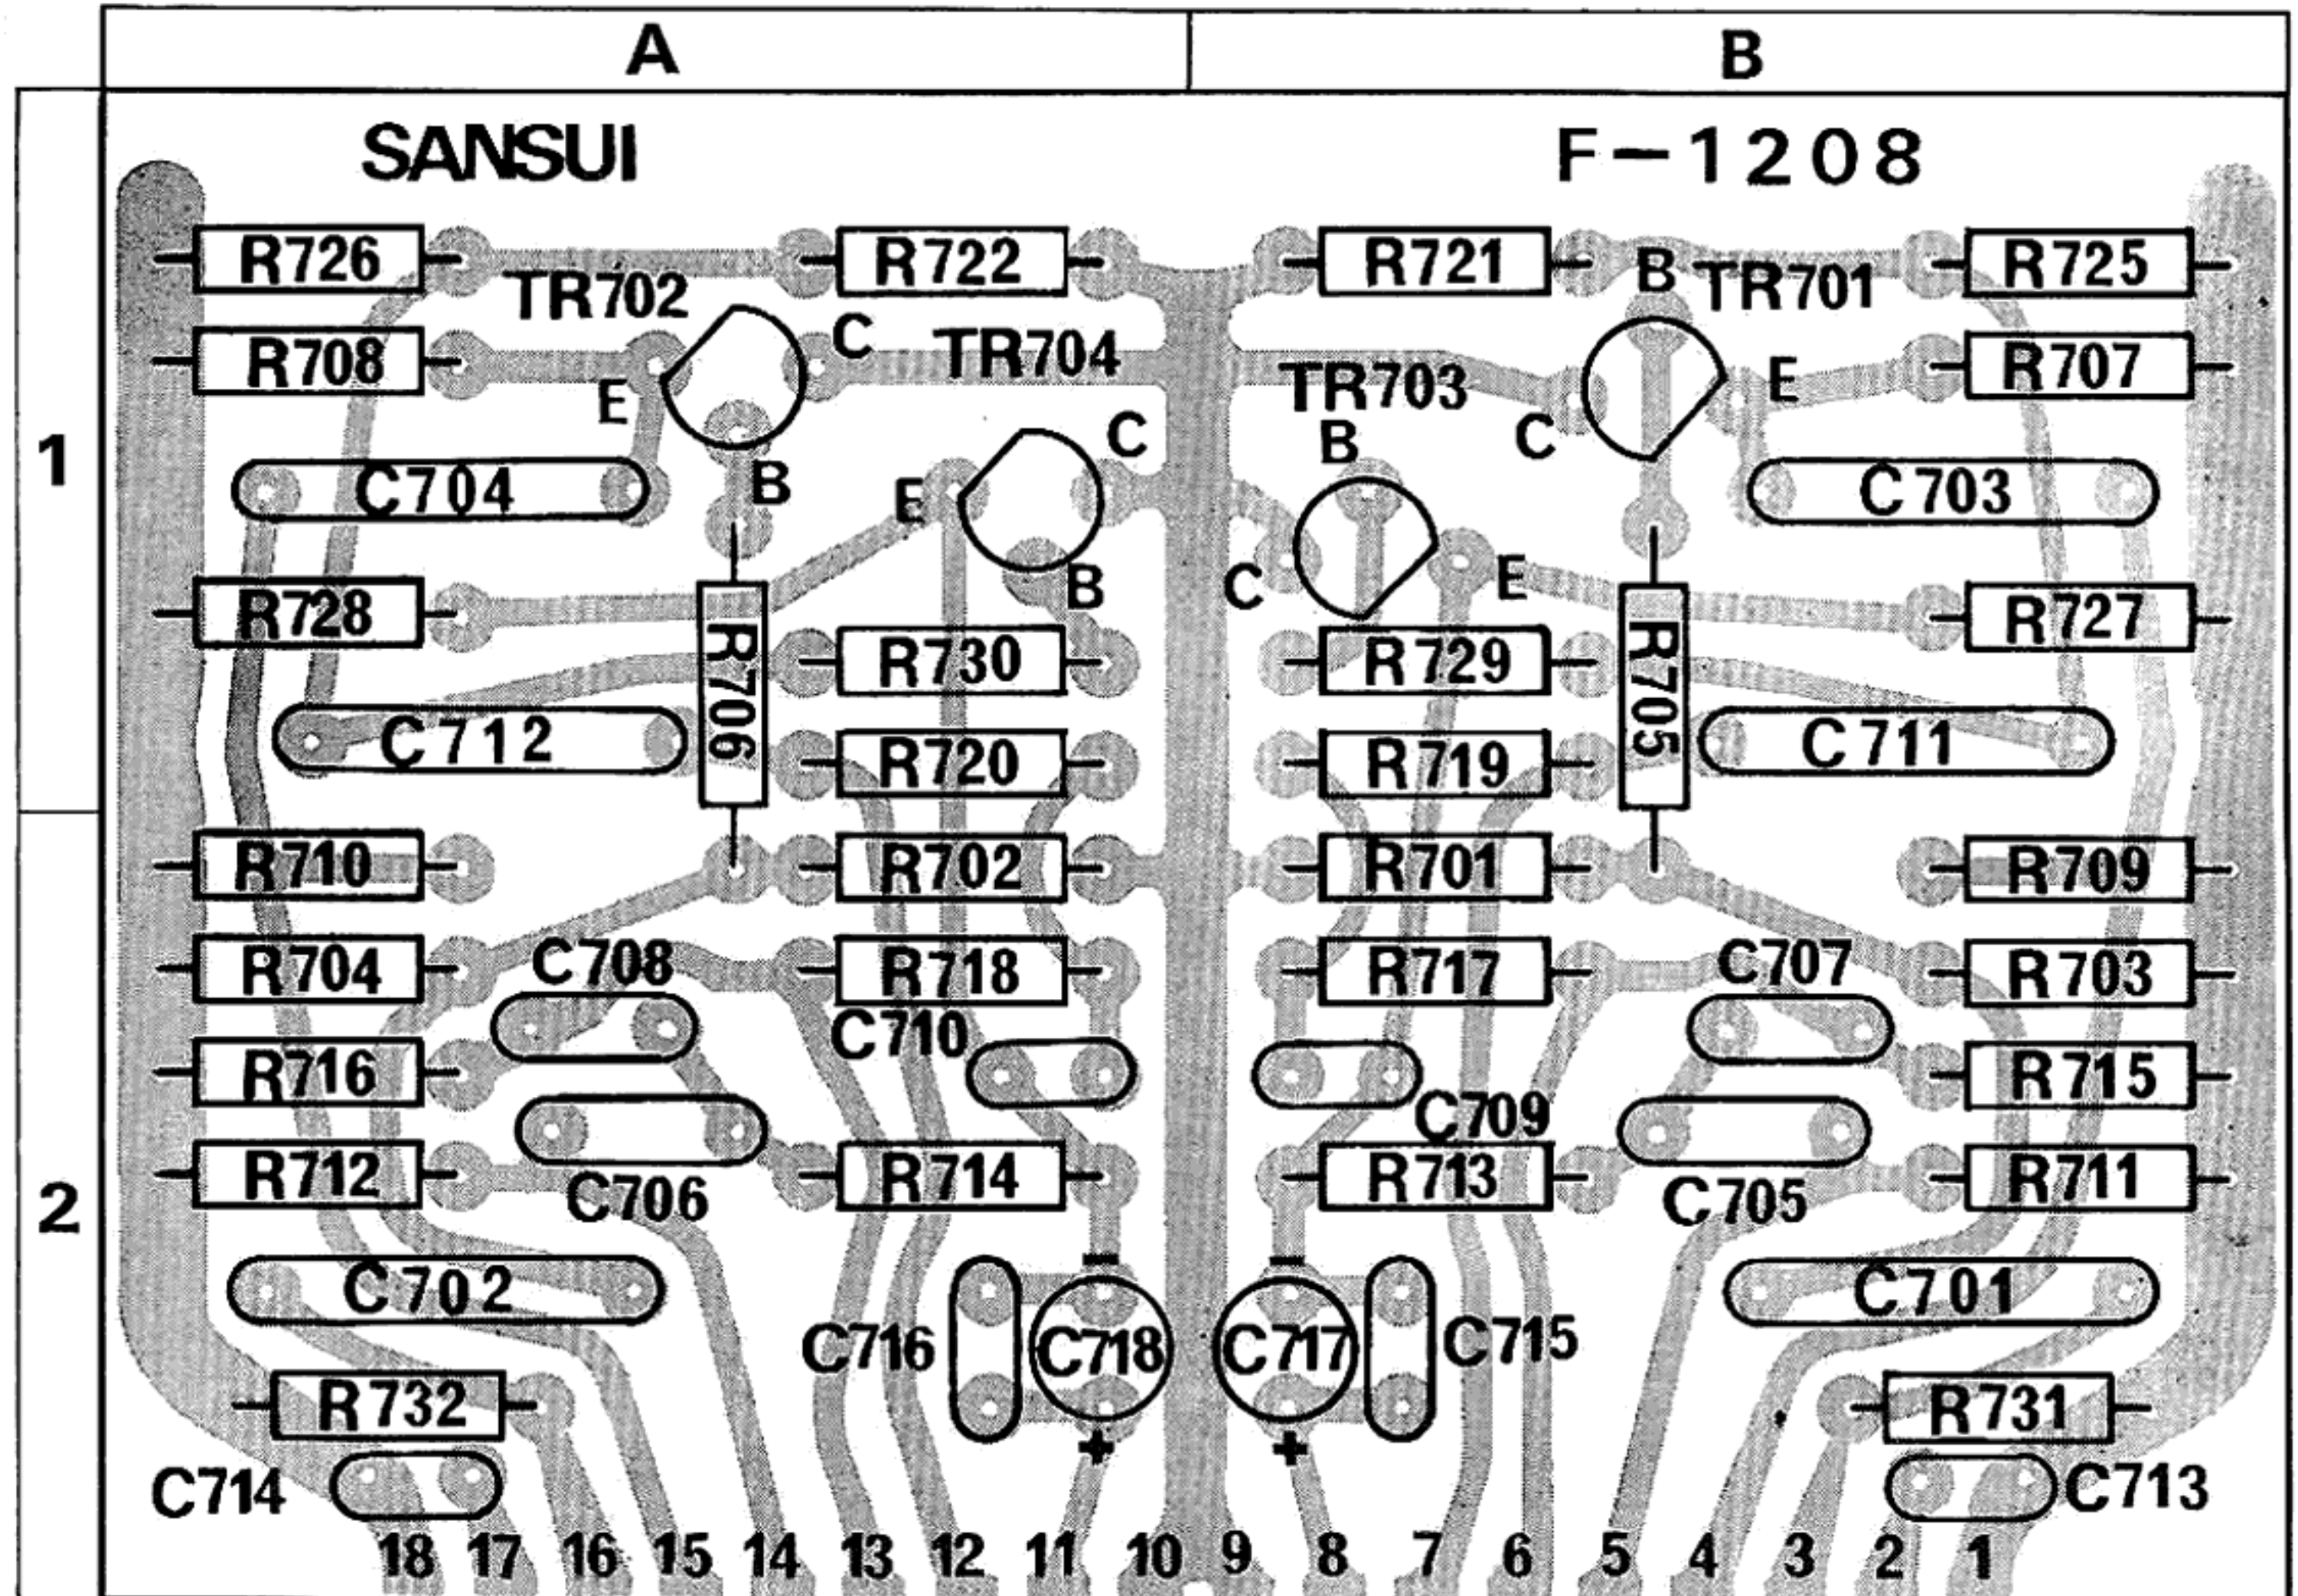 A B
SANSUI F-1208
R726 R722 R721 B R725
TR702 TR701
R708 C TR704 R707
E TR703 E
1 C B C
C704 B E C703
R728 B C E R727
R706 R730 R729 R705
C712 R720 R719 C711
R710 R702 R701 R709
R704 C708 R718 R717 C707 R703
C710
R716 R715
C709
R712 R714 R713 R711
2 C706 C705
− −
C702 C701
C716 C718 C717 C715
R732 R731
+ +
C714 C713
18 17 16 15 14 13 12 11 10 9 8 7 6 5 4 3 2 1